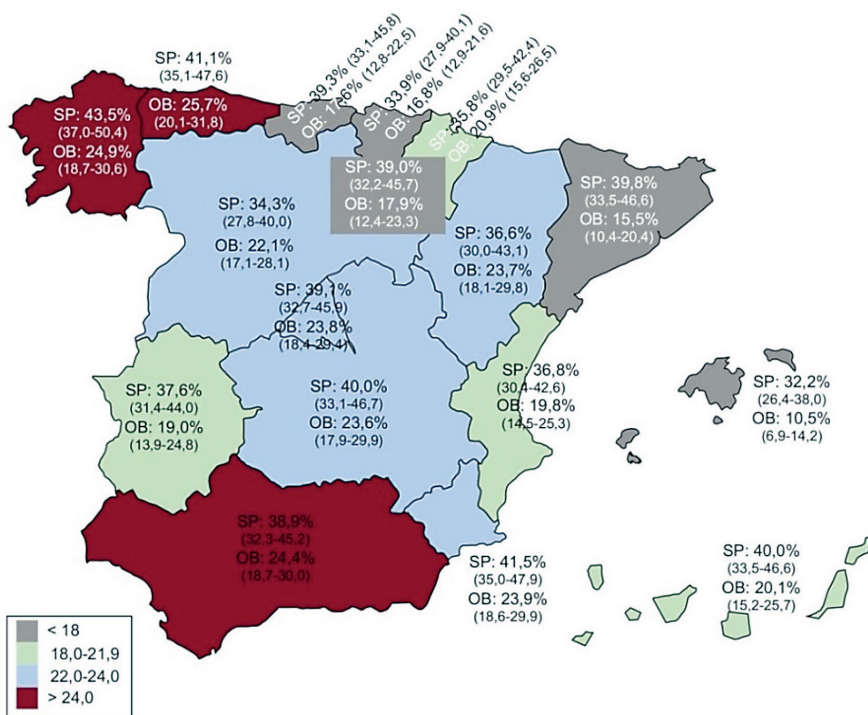 SP: 41,1%
(35,1-47,6)
OB: 25,7%
(20,1-31,8)
SP: 43,5%
(37,0-50,4)
OB: 24,9%
(18,7-30,6)
SP: 39,3% (33,1-45,8)
OB: 17,6% (12,8-22,5)
SP: 33,9% (27,9-40,1)
OB: 16,8% (12,9-21,6)
SP: 35,8% (29,5-42,4)
OB: 20,9% (15,6-26,5)
SP: 39,0%
(32,2-45,7)
OB: 17,9%
(12,4-23,3)
SP: 39,8%
(33,5-46,6)
OB: 15,5%
(10,4-20,4)
SP: 34,3%
(27,8-40,0)
OB: 22,1%
(17,1-28,1)
SP: 36,6%
(30,0-43,1)
OB: 23,7%
(18,1-29,8)
SP: 39,1%
(32,7-45,9)
OB: 23,8%
(18,4-29,4)
SP: 37,6%
(31,4-44,0)
OB: 19,0%
(13,9-24,8)
SP: 40,0%
(33,1-46,7)
OB: 23,6%
(17,9-29,9)
SP: 36,8%
(30,4-42,6)
OB: 19,8%
(14,5-25,3)
SP: 32,2%
(26,4-38,0)
OB: 10,5%
(6,9-14,2)
SP: 38,9%
(32,3-45,2)
OB: 24,4%
(18,7-30,0)
SP: 41,5%
(35,0-47,9)
OB: 23,9%
(18,6-29,9)
SP: 40,0%
(33,5-46,6)
OB: 20,1%
(15,2-25,7)
< 18
18,0-21,9
22,0-24,0
> 24,0